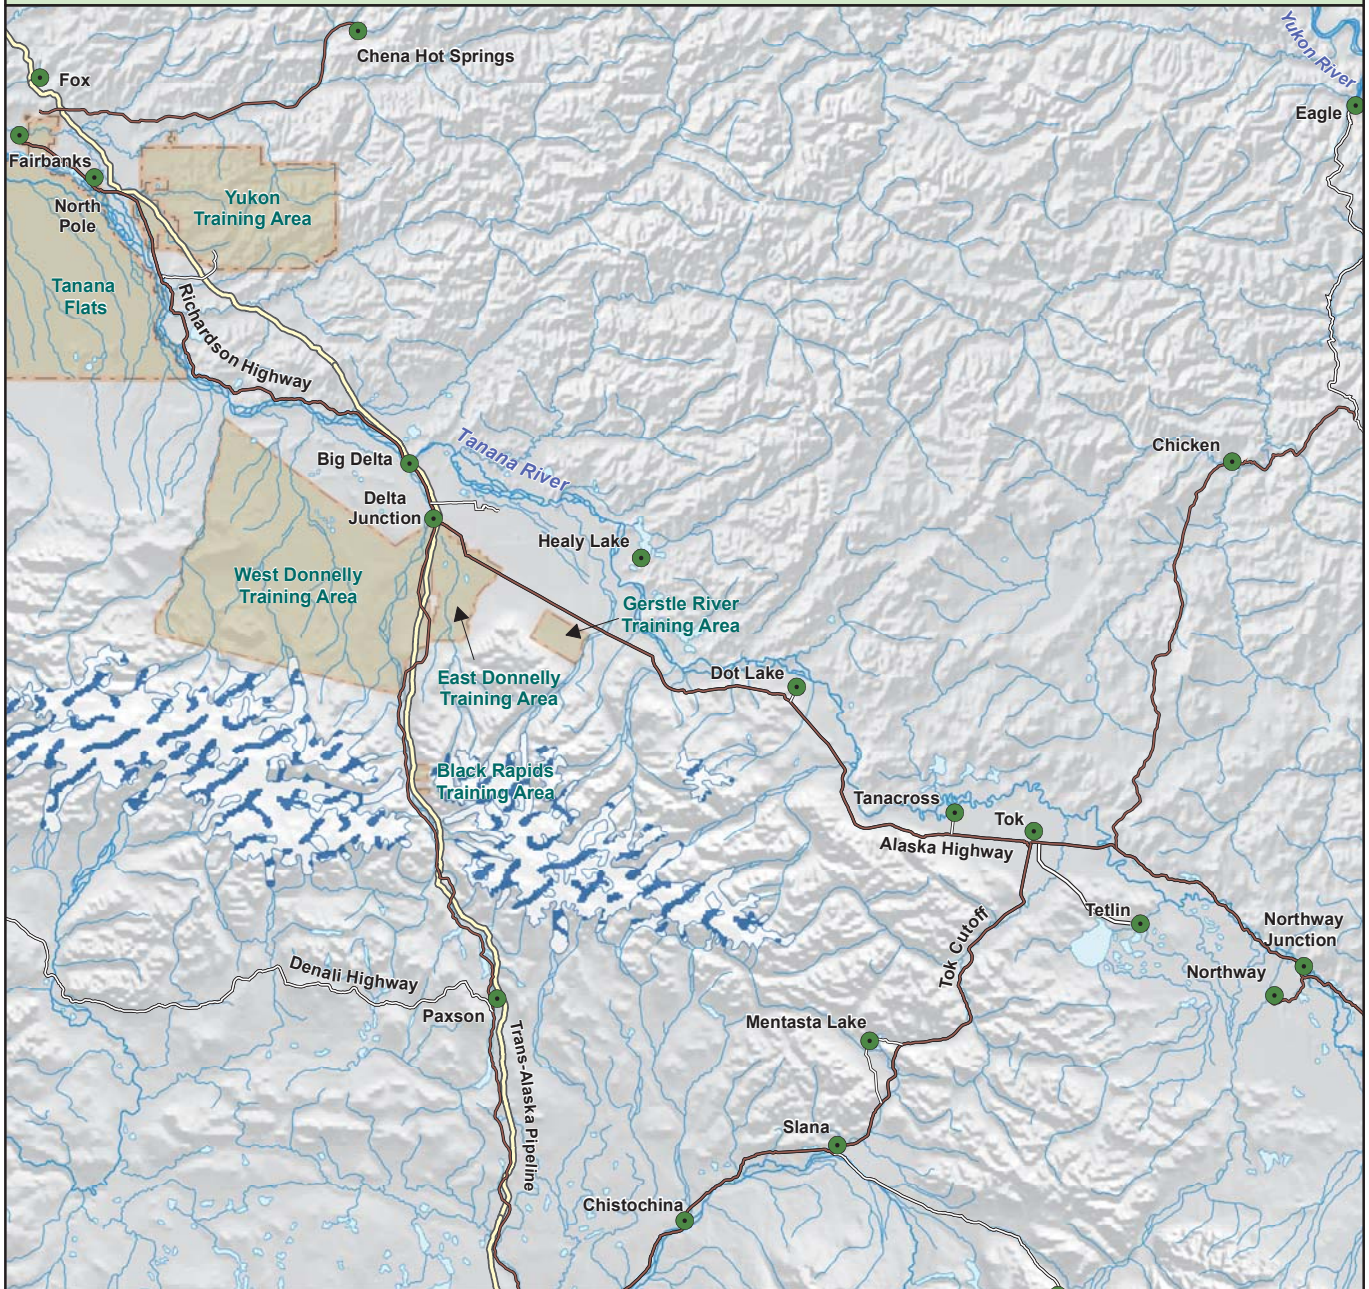 Yukon River
Chena Hot Springs
Fox
Eagle
Fairbanks
North
Pole
Yukon
Training Area
Tanana
Flats
Richardson Highway
Big Delta
Tanana River
Chicken
Delta
Junction
Healy Lake
West Donnelly
Training Area
Gerstle River
Training Area
East Donnelly
Training Area
Dot Lake
Black Rapids
Training Area
Tanacross
Tok
Alaska Highway
Tetlin
Tok Cutoff
Northway
Junction
Northway
Denali Highway
Paxson
Mentasta Lake
Trans-Alaska Pipeline
Slana
Chistochina